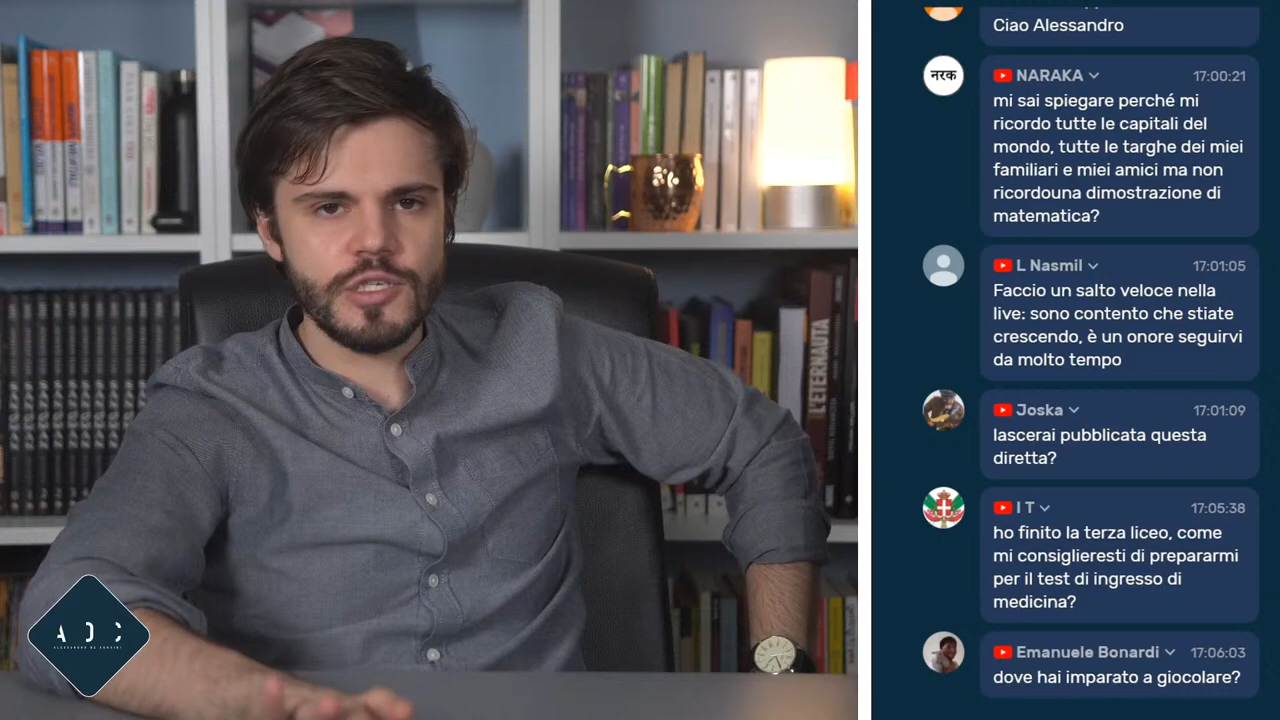 L'ETERNAUTA
A D C
ALESSANDRO DE CONCINI
Ciao Alessandro
नरक
NARAKA 17:00:21
mi sai spiegare perché mi
ricordo tutte le capitali del
mondo, tutte le targhe dei miei
familiari e miei amici ma non
ricordouna dimostrazione di
matematica?
L Nasmil 17:01:05
Faccio un salto veloce nella
live: sono contento che stiate
crescendo, è un onore seguirvi
da molto tempo
Joska 17:01:09
lascerai pubblicata questa
diretta?
I T 17:05:38
ho finito la terza liceo, come
mi consiglieresti di prepararmi
per il test di ingresso di
medicina?
Emanuele Bonardi 17:06:03
dove hai imparato a giocolare?